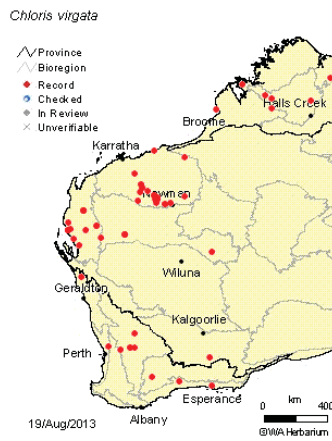 Chloris virgata
Province
Bioregion
Record
Checked
In Review
Unverifiable
Halls Creek
Broome
Karratha
Newman
Wiluna
Geraldton
Kalgoorlie
Perth
Esperance
Albany
0 km 400
19/Aug/2013
©WA Herbarium